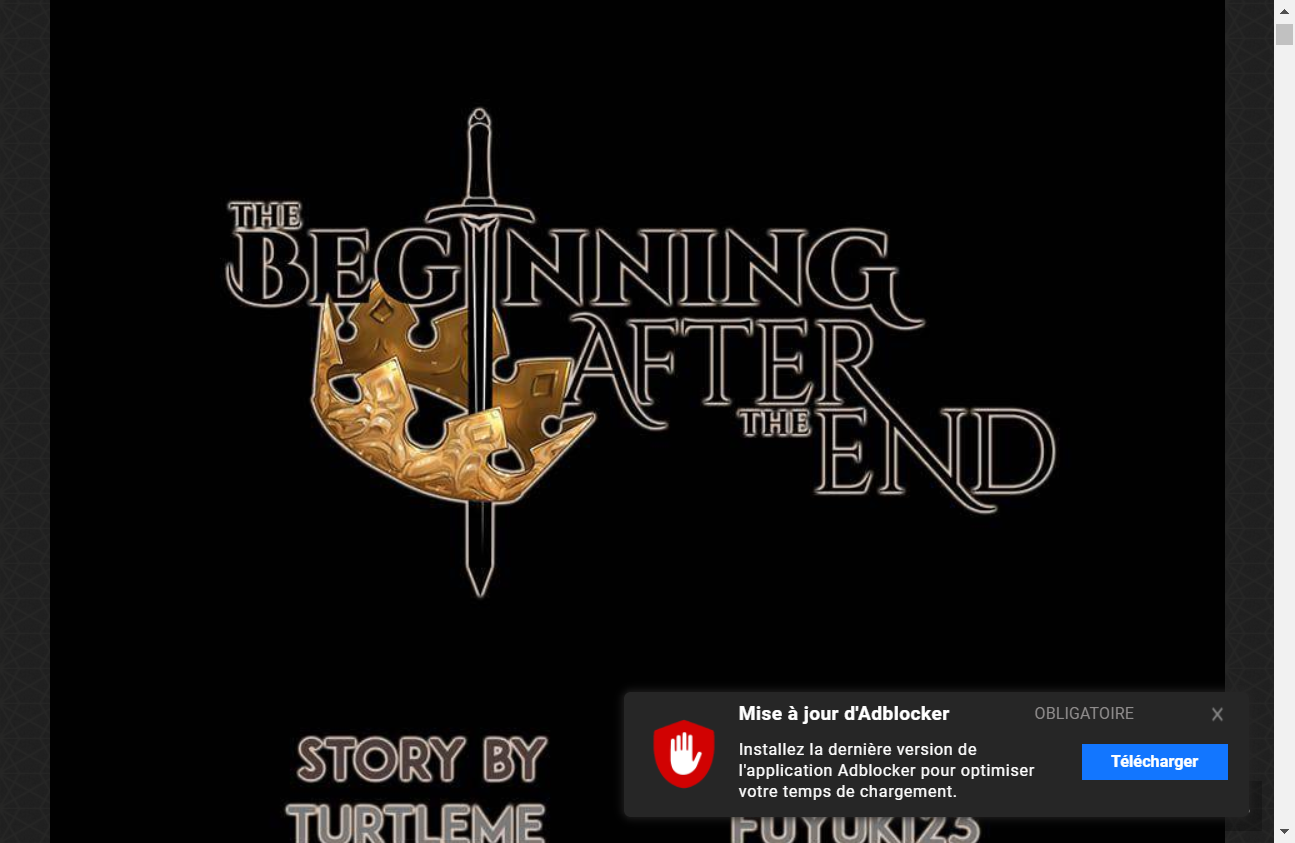 THE
BEGINNING
AFTER
THE
END
STORY BY
TURTLEME
FUYUKI23
Mise à jour d'Adblocker
OBLIGATOIRE
X
Installez la dernière version de
l'application Adblocker pour optimiser
votre temps de chargement.
Télécharger